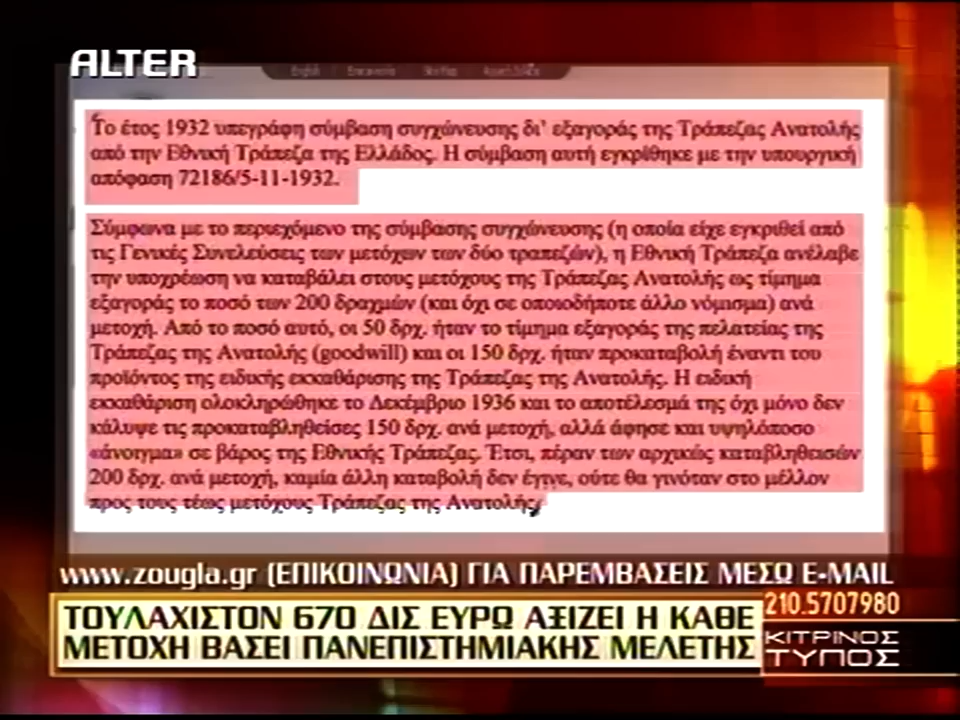 ALTER
Το έτος 1932 υπεγράφη σύμβαση συγχώνευσης δι' εξαγοράς της Τράπεζας Ανατολής
από την Εθνική Τράπεζα της Ελλάδος. Η σύμβαση αυτή εγκρίθηκε με την υπουργική
απόφαση 72186/5-11-1932.
Σύμφωνα με το περιεχόμενο της σύμβασης συγχώνευσης (η οποία είχε εγκριθεί από
τις Γενικές Συνελεύσεις των μετόχων των δύο τραπεζών), η Εθνική Τράπεζα ανέλαβε
την υποχρέωση να καταβάλει στους μετόχους της Τράπεζας Ανατολής ως τίμημα
εξαγοράς το ποσό των 200 δραχμών (και όχι σε οποιοδήποτε άλλο νόμισμα) ανά
μετοχή. Από το ποσό αυτό, οι 50 δρχ. ήταν το τίμημα εξαγοράς της πελατείας της
Τράπεζας της Ανατολής (goodwill) και οι 150 δρχ. ήταν προκαταβολή έναντι του
προϊόντος της ειδικής εκκαθάρισης της Τράπεζας της Ανατολής. Η ειδική
εκκαθάριση ολοκληρώθηκε το Δεκέμβριο 1936 και το αποτέλεσμά της όχι μόνο δεν
κάλυψε τις προκαταβληθείσες 150 δρχ. ανά μετοχή, αλλά άφησε και υψηλόποσο
«άνοιγμα» σε βάρος της Εθνικής Τράπεζας. Έτσι, πέραν των αρχικώς καταβληθεισών
200 δρχ. ανά μετοχή, καμία άλλη καταβολή δεν έγινε, ούτε θα γινόταν στο μέλλον
προς τους τέως μετόχους Τράπεζας της Ανατολής.
www.zougla.gr (ΕΠΙΚΟΙΝΩΝΙΑ) ΓΙΑ ΠΑΡΕΜΒΑΣΕΙΣ ΜΕΣΩ E-MAIL
ΤΟΥΛΑΧΙΣΤΟΝ 670 ΔΙΣ ΕΥΡΩ ΑΞΙΖΕΙ Η ΚΑΘΕ
ΜΕΤΟΧΗ ΒΑΣΕΙ ΠΑΝΕΠΙΣΤΗΜΙΑΚΗΣ ΜΕΛΕΤΗΣ
210.5707980
ΚΙΤΡΙΝΟΣ
ΤΥΠΟΣ